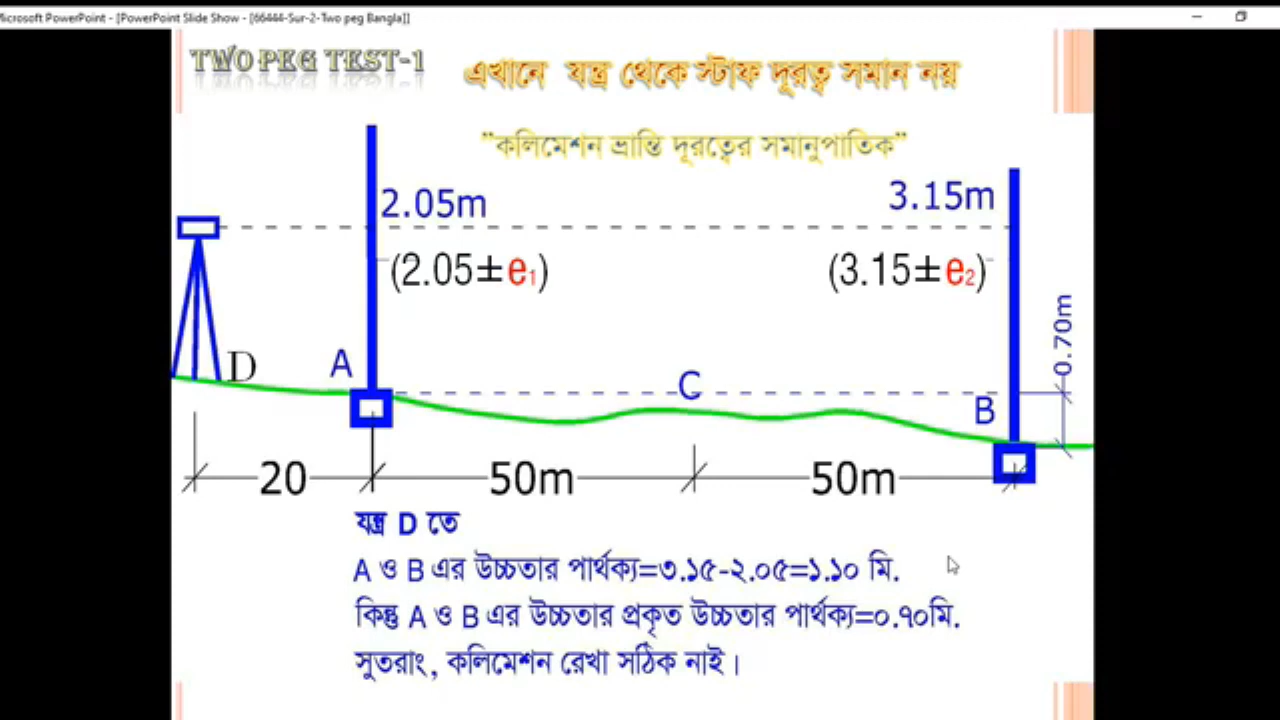 Microsoft PowerPoint - [PowerPoint Slide Show - [66444-Sur-2-Two peg Bangla]]
TWO PEG TEST-1
এখানে যন্ত্র থেকে স্টাফ দূরত্ব সমান নয়
”কলিমেশন ভ্রান্তি দূরত্বের সমানুপাতিক”
2.05m
3.15m
(2.05±e1)
(3.15±e2)
0.70m
D
A
C
B
20
50m
50m
যন্ত্র D তে
A ও B এর উচ্চতার পার্থক্য=৩.১৫-২.০৫=১.১০ মি.
কিন্তু A ও B এর উচ্চতার প্রকৃত উচ্চতার পার্থক্য=০.৭০মি.
সুতরাং, কলিমেশন রেখা সঠিক নাই।